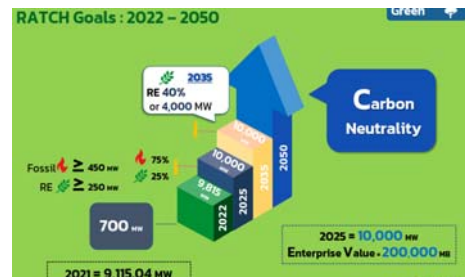 RATCH Goals : 2022 – 2050
Green
2035
RE 40%
or 4,000 MW
Carbon
Neutrality
10,000
2050
Fossil ≥ 450 MW
75%
RE ≥ 250 MW
25%
10,000
MW
2035
9,815
MW
2025
700 MW
2022
2025 = 10,000 MW
Enterprise Value = 200,000 MB
2021 = 9,115.04 MW